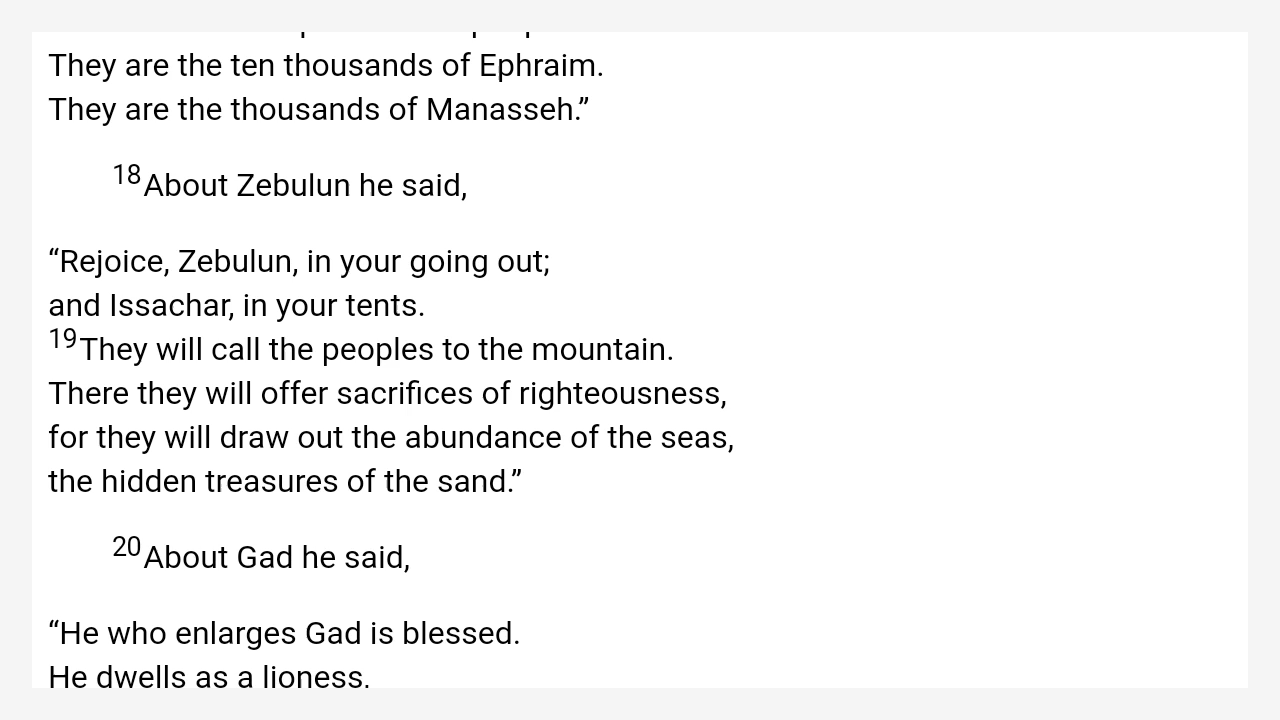 They are the ten thousands of Ephraim.
They are the thousands of Manasseh.”
18About Zebulun he said,
“Rejoice, Zebulun, in your going out;
and Issachar, in your tents.
19They will call the peoples to the mountain.
There they will offer sacrifices of righteousness,
for they will draw out the abundance of the seas,
the hidden treasures of the sand.”
20About Gad he said,
“He who enlarges Gad is blessed.
He dwells as a lioness,